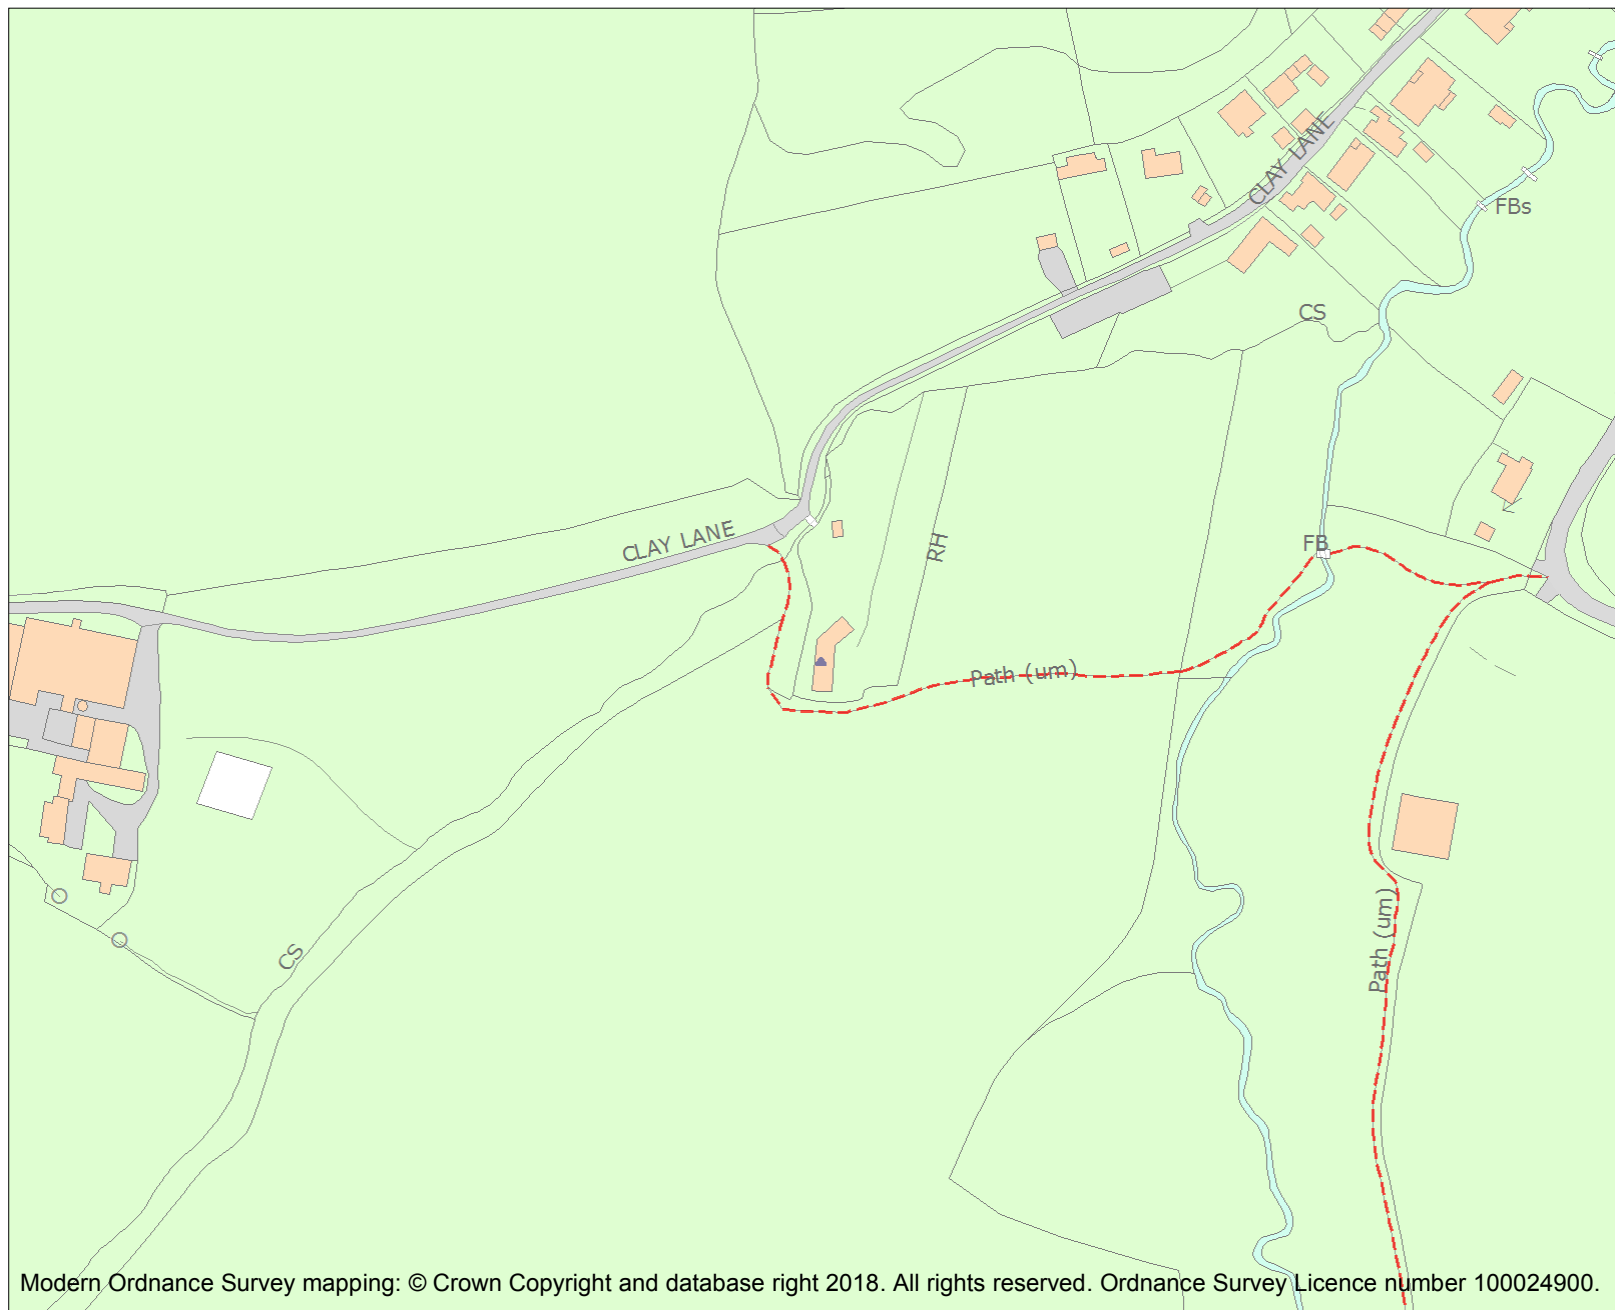 CLAY LANE
FBs
CS
CLAY LANE
RH
FB
Path (um)
Path (um)
CS
Modern Ordnance Survey mapping: © Crown Copyright and database right 2018. All rights reserved. Ordnance Survey Licence number 100024900.